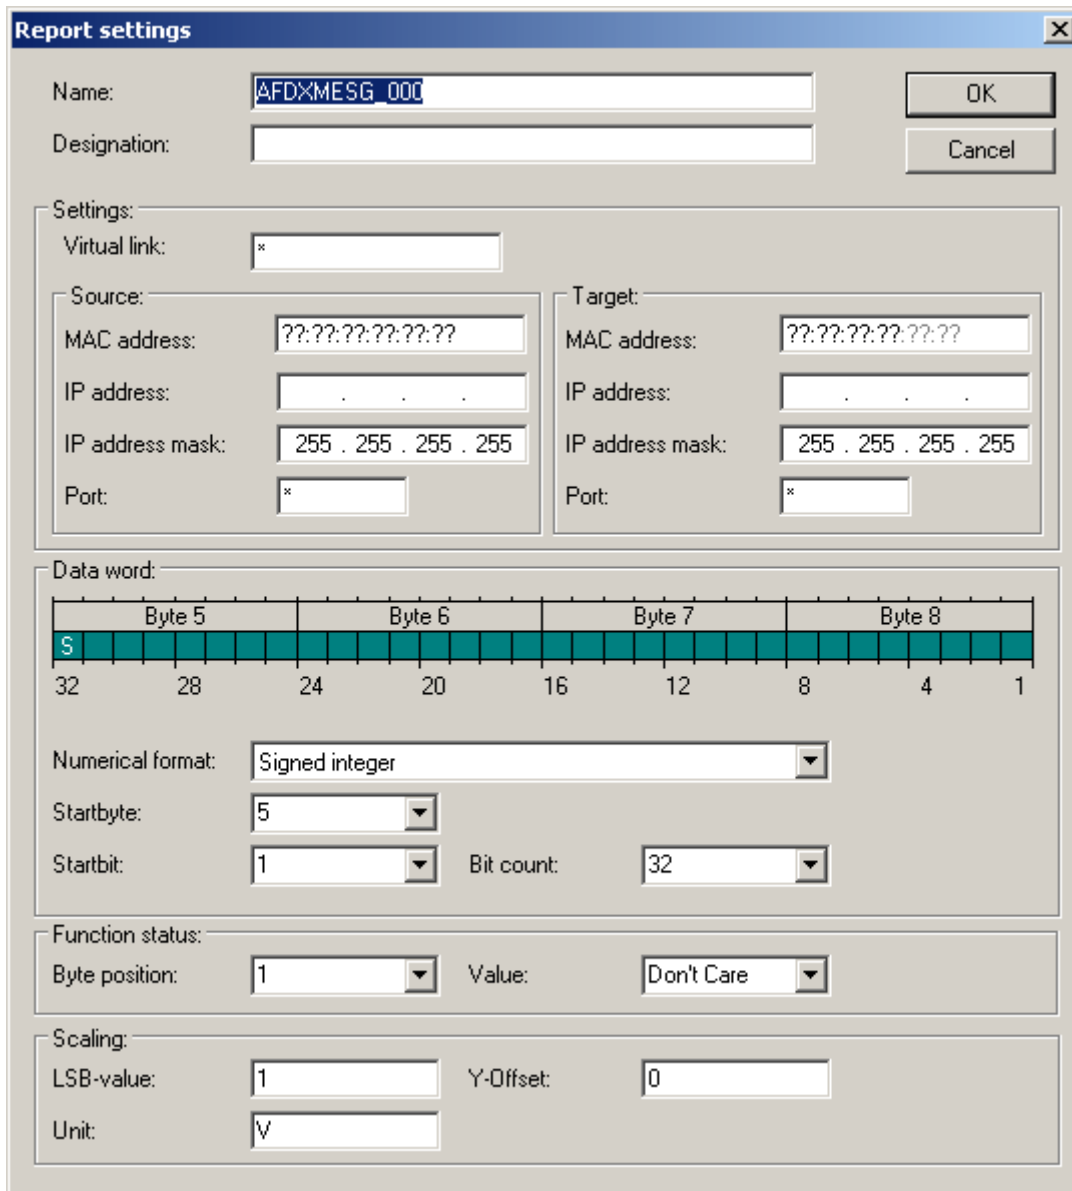 Report settings
Name: AFDXMESG_000
OK
Designation:
Cancel
Settings:
Virtual link: *
Source:
MAC address: ??:??:??:??:??:??
IP address: . . .
IP address mask: 255 . 255 . 255 . 255
Port: *
Target:
MAC address: ??:??:??:??:??:??
IP address: . . .
IP address mask: 255 . 255 . 255 . 255
Port: *
Data word:
Byte 5 Byte 6 Byte 7 Byte 8
S
32 28 24 20 16 12 8 4 1
Numerical format: Signed integer
Startbyte: 5
Startbit: 1 Bit count: 32
Function status:
Byte position: 1 Value: Don't Care
Scaling:
LSB-value: 1 Y-Offset: 0
Unit: V